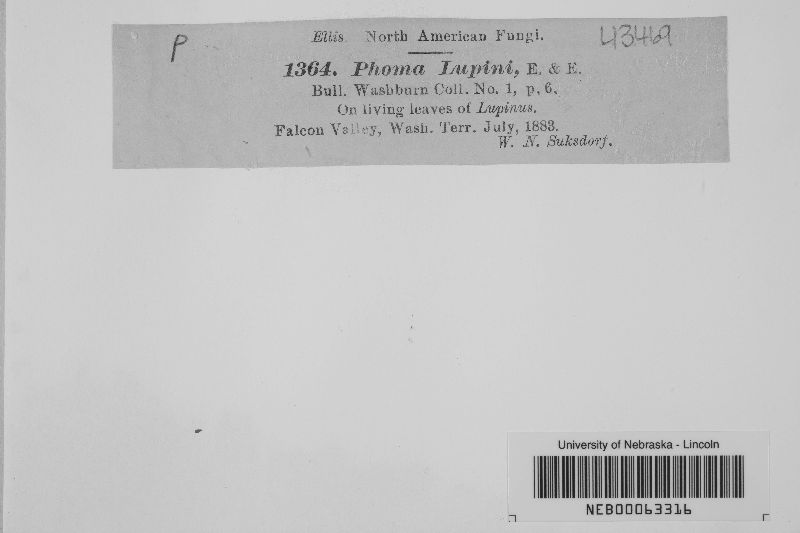 P
Ellis. North American Fungi.
43469
1364. Phoma Lupini, E. & E.
Bull. Washburn Coll. No. 1, p. 6.
On living leaves of Lupinus.
Falcon Valley, Wash. Terr. July, 1883.
W. N. Suksdorf.
University of Nebraska - Lincoln
NEB00063316